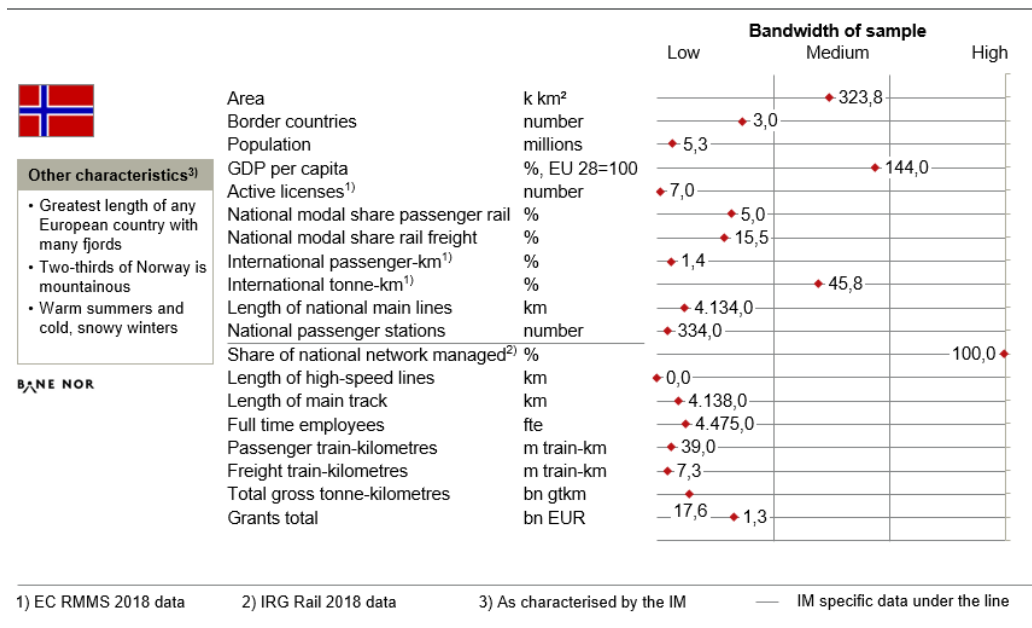 Bandwidth of sample
Low Medium High
Area k km² 323,8
Border countries number 3,0
Population millions 5,3
GDP per capita %, EU 28=100 144,0
Active licenses1) number 7,0
National modal share passenger rail % 5,0
National modal share rail freight % 15,5
International passenger-km1) % 1,4
International tonne-km1) % 45,8
Length of national main lines km 4.134,0
National passenger stations number 334,0
Share of national network managed2) % 100,0
Length of high-speed lines km 0,0
Length of main track km 4.138,0
Full time employees fte 4.475,0
Passenger train-kilometres m train-km 39,0
Freight train-kilometres m train-km 7,3
Total gross tonne-kilometres bn gtkm 17,6
Grants total bn EUR 1,3
Other characteristics3)
• Greatest length of any
European country with
many fjords
• Two-thirds of Norway is
mountainous
• Warm summers and
cold, snowy winters
BANE NOR
1) EC RMMS 2018 data 2) IRG Rail 2018 data 3) As characterised by the IM — IM specific data under the line